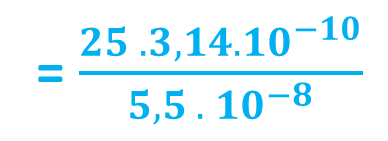 = 25 .3,14.10⁻¹⁰
5,5 . 10⁻⁸